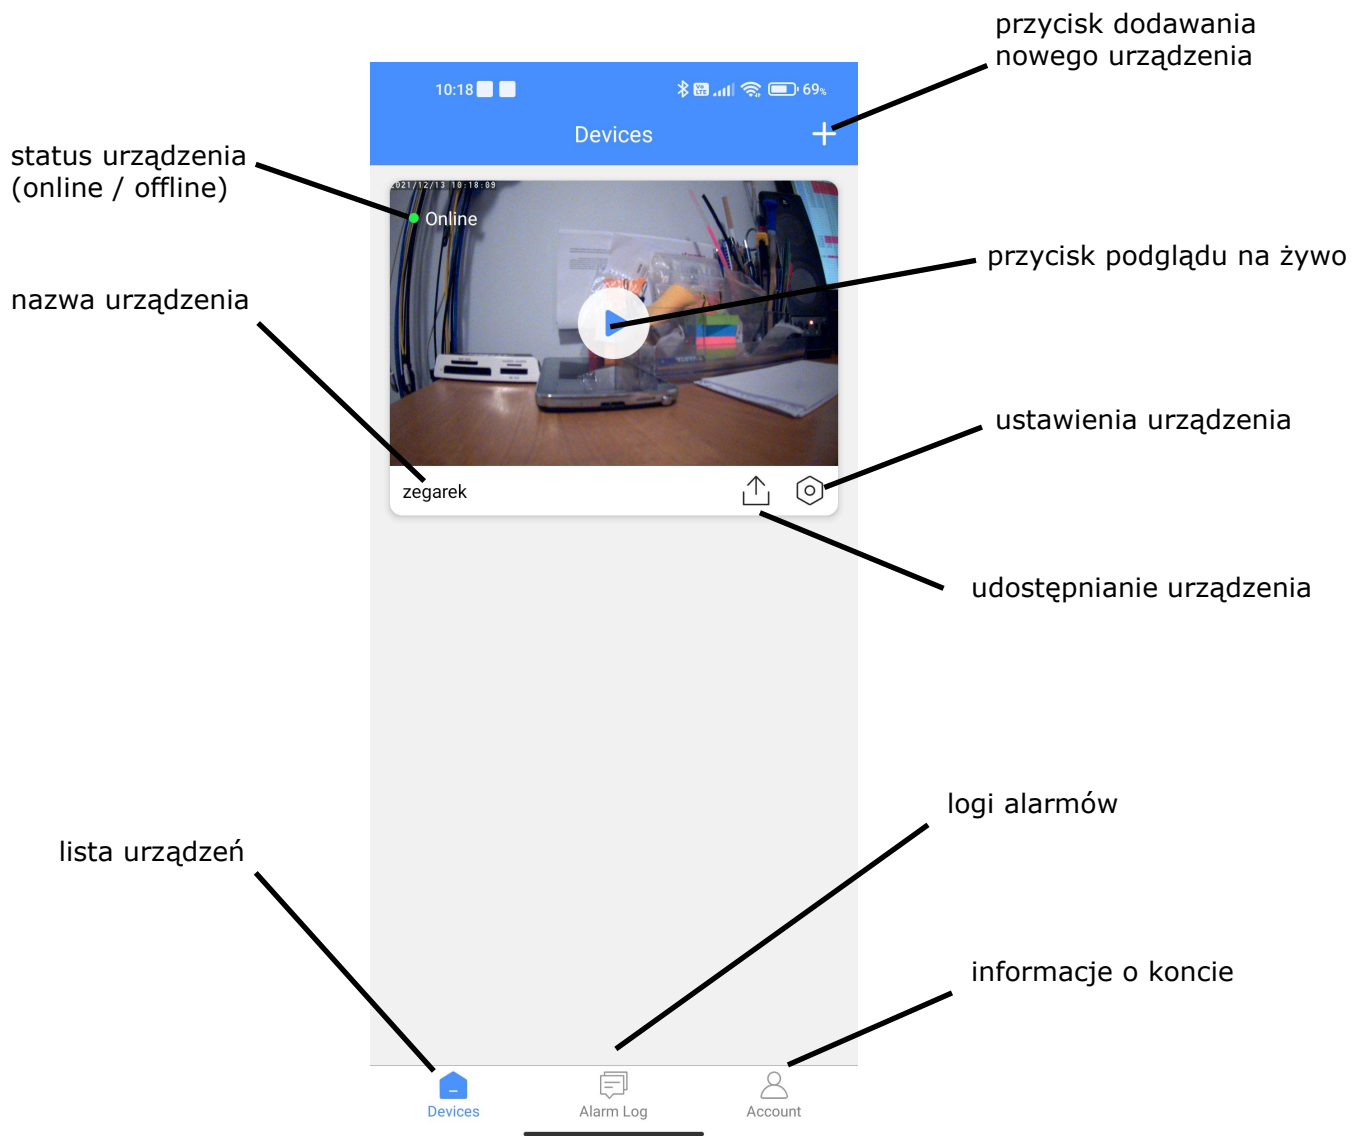 przycisk dodawania
nowego urządzenia
10:18
69%
Devices
status urządzenia
(online / offline)
2021/12/13 10:18:09
Online
przycisk podglądu na żywo
nazwa urządzenia
ustawienia urządzenia
zegarek
udostępnianie urządzenia
logi alarmów
lista urządzeń
informacje o koncie
Devices
Alarm Log
Account